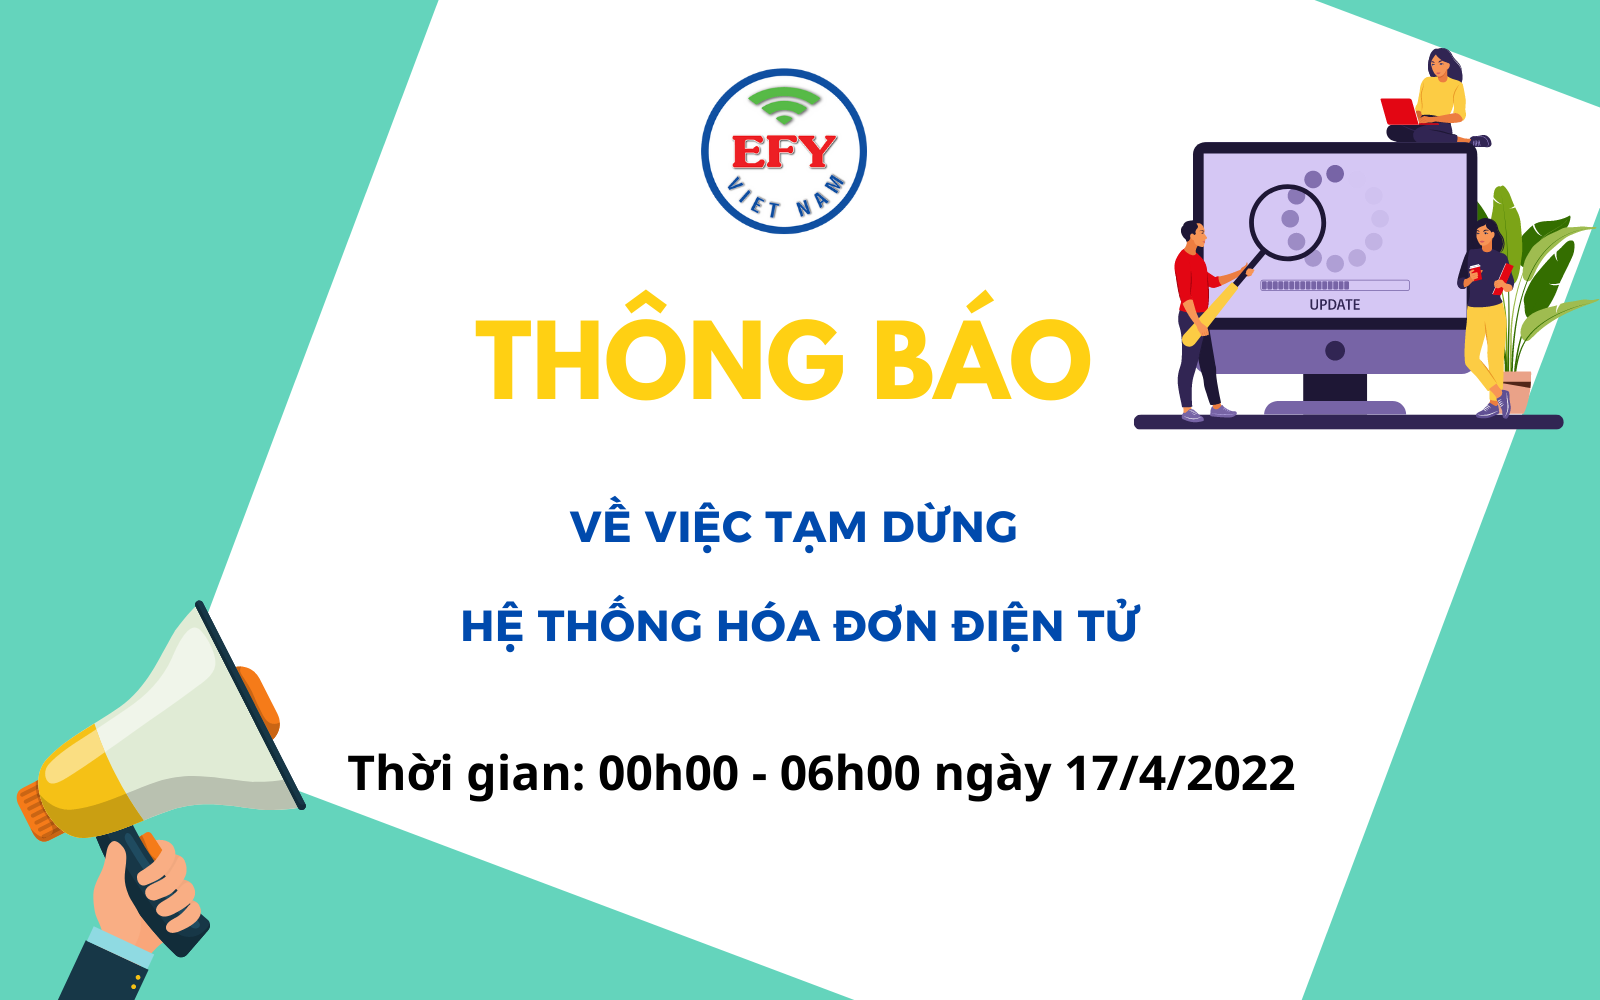 EFY
VIET NAM
THÔNG BÁO
UPDATE
VỀ VIỆC TẠM DỪNG
HỆ THỐNG HÓA ĐƠN ĐIỆN TỬ
Thời gian: 00h00 - 06h00 ngày 17/4/2022